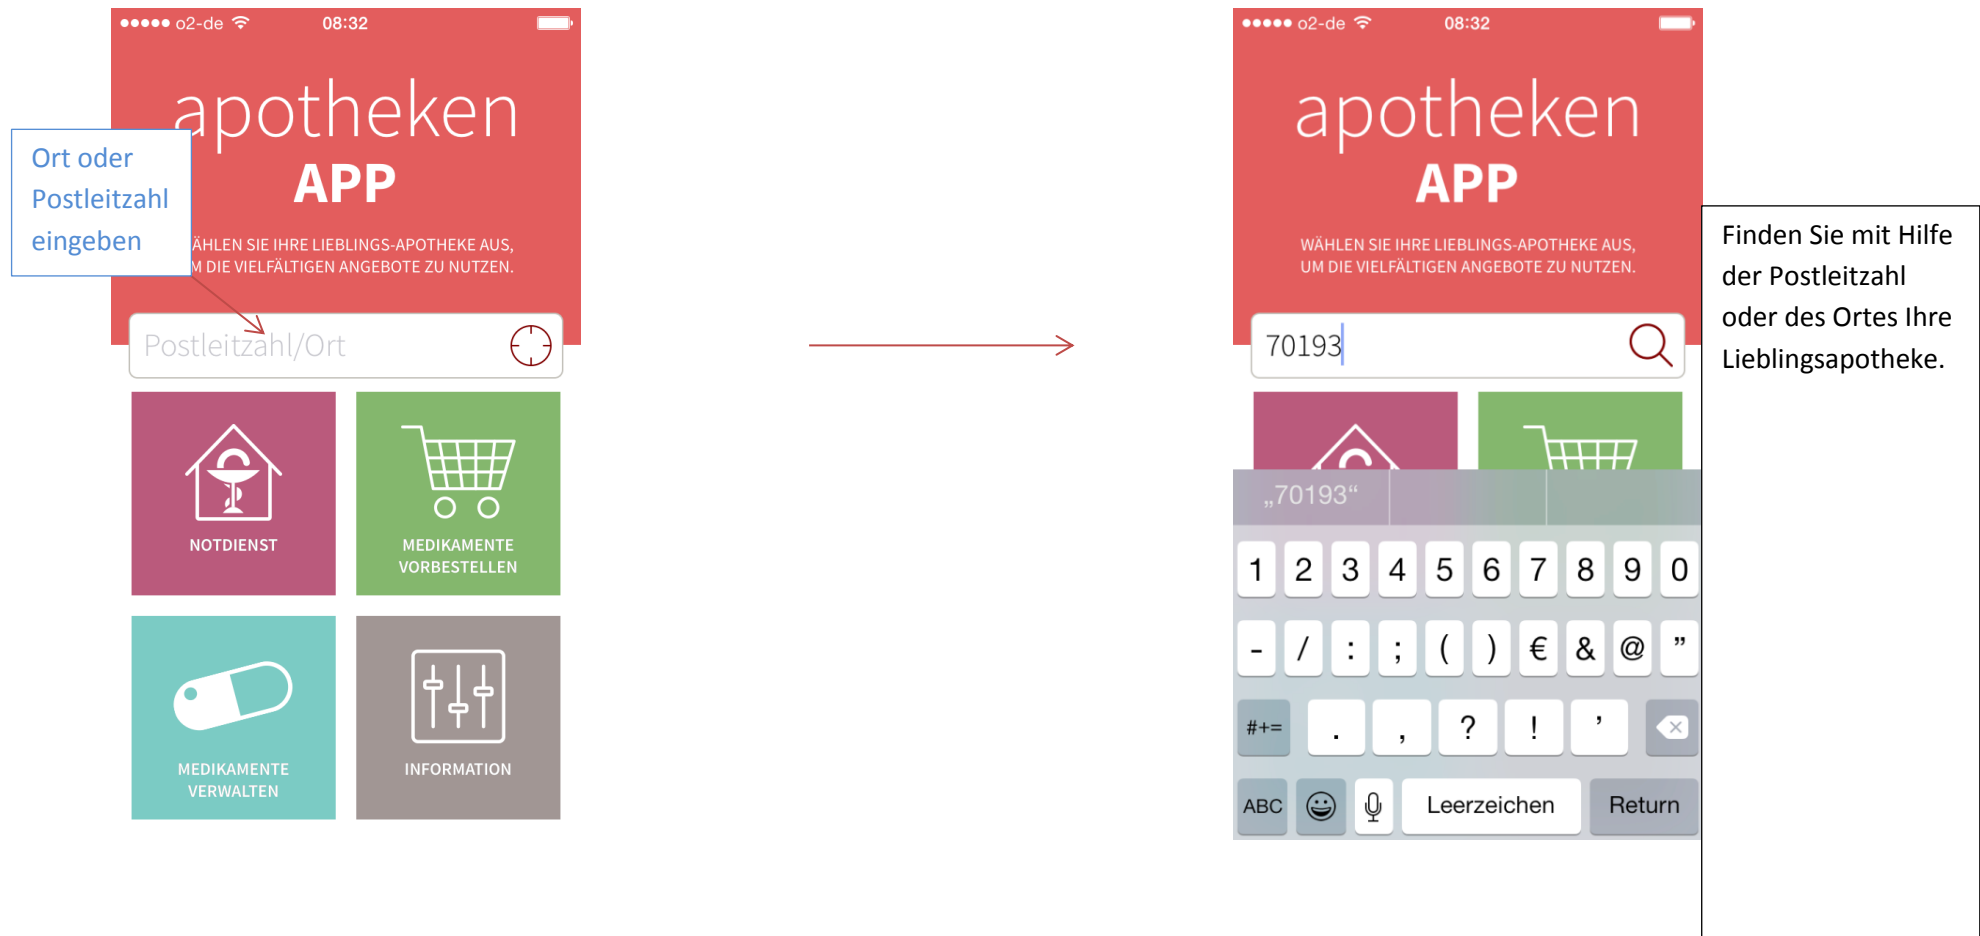 o2-de 08:32
apotheken
APP
Ort oder
Postleitzahl
eingeben
ÄHLEN SIE IHRE LIEBLINGS-APOTHEKE AUS,
M DIE VIELFÄLTIGEN ANGEBOTE ZU NUTZEN.
Postleitzahl/Ort
NOTDIENST
MEDIKAMENTE
VORBESTELLEN
MEDIKAMENTE
VERWALTEN
INFORMATION
o2-de 08:32
apotheken
APP
WÄHLEN SIE IHRE LIEBLINGS-APOTHEKE AUS,
UM DIE VIELFÄLTIGEN ANGEBOTE ZU NUTZEN.
70193
„70193“
1 2 3 4 5 6 7 8 9 0
- / : ; ( ) € & @ ”
#+= . , ? ! ’
ABC Leerzeichen Return
Finden Sie mit Hilfe
der Postleitzahl
oder des Ortes Ihre
Lieblingsapotheke.